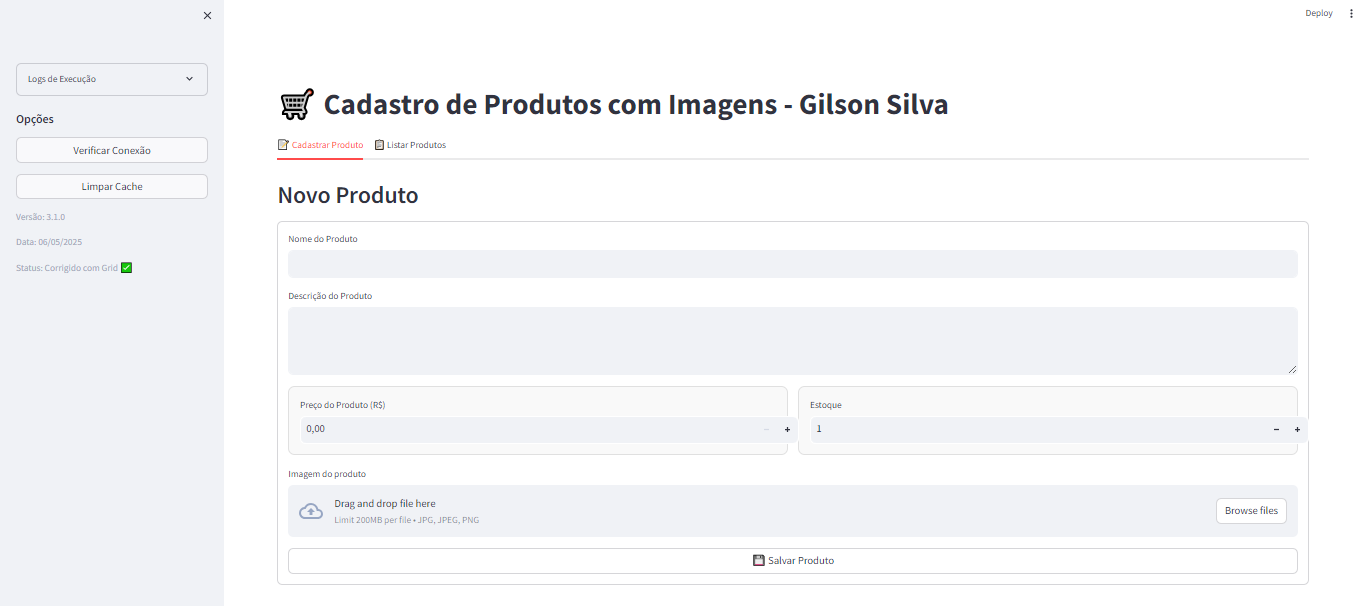 Deploy
Logs de Execução
Opções
Verificar Conexão
Limpar Cache
Versão: 3.1.0
Data: 06/05/2025
Status: Corrigido com Grid ✅
🛒 Cadastro de Produtos com Imagens - Gilson Silva
📝 Cadastrar Produto 📋 Listar Produtos
Novo Produto
Nome do Produto
Descrição do Produto
Preço do Produto (R$) Estoque
0,00 − + 1 − +
Imagem do produto
Drag and drop file here
Limit 200MB per file • JPG, JPEG, PNG
Browse files
💾 Salvar Produto